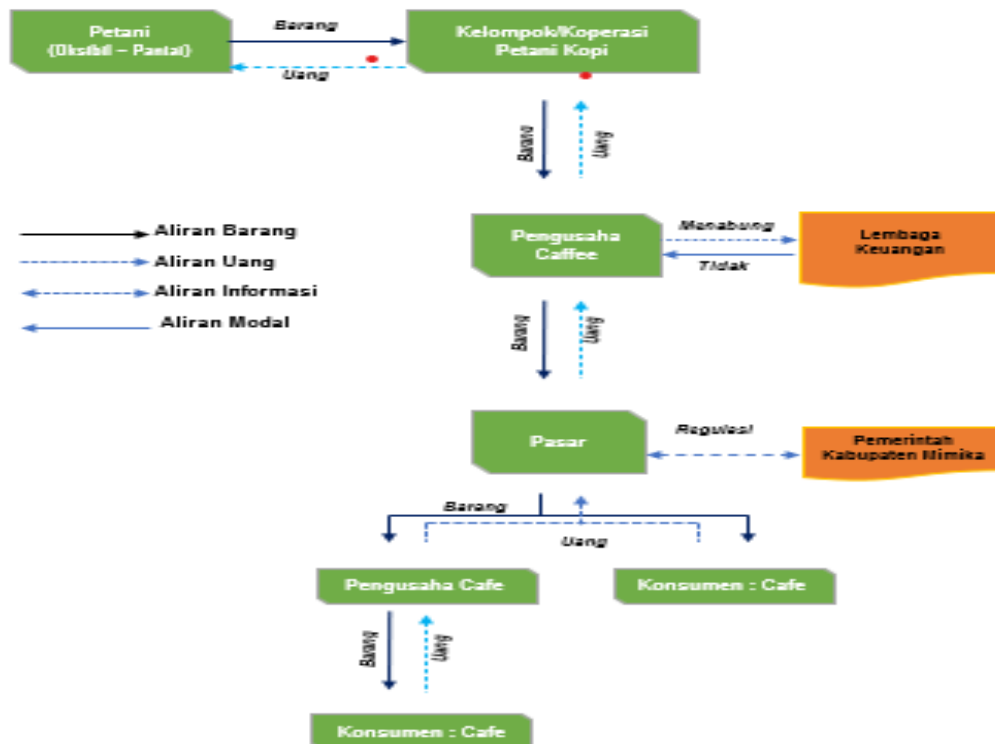 Petani
(Oksibil – Pantai)
Barang
Uang
Kelompok/Koperasi
Petani Kopi
Barang
Uang
Pengusaha
Caffee
Menabung
Tidak
Lembaga
Keuangan
Aliran Barang
Aliran Uang
Aliran Informasi
Aliran Modal
Barang
Uang
Pasar
Regulasi
Pemerintah
Kabupaten Mimika
Barang
Uang
Pengusaha Cafe
Konsumen : Cafe
Barang
Uang
Konsumen : Cafe